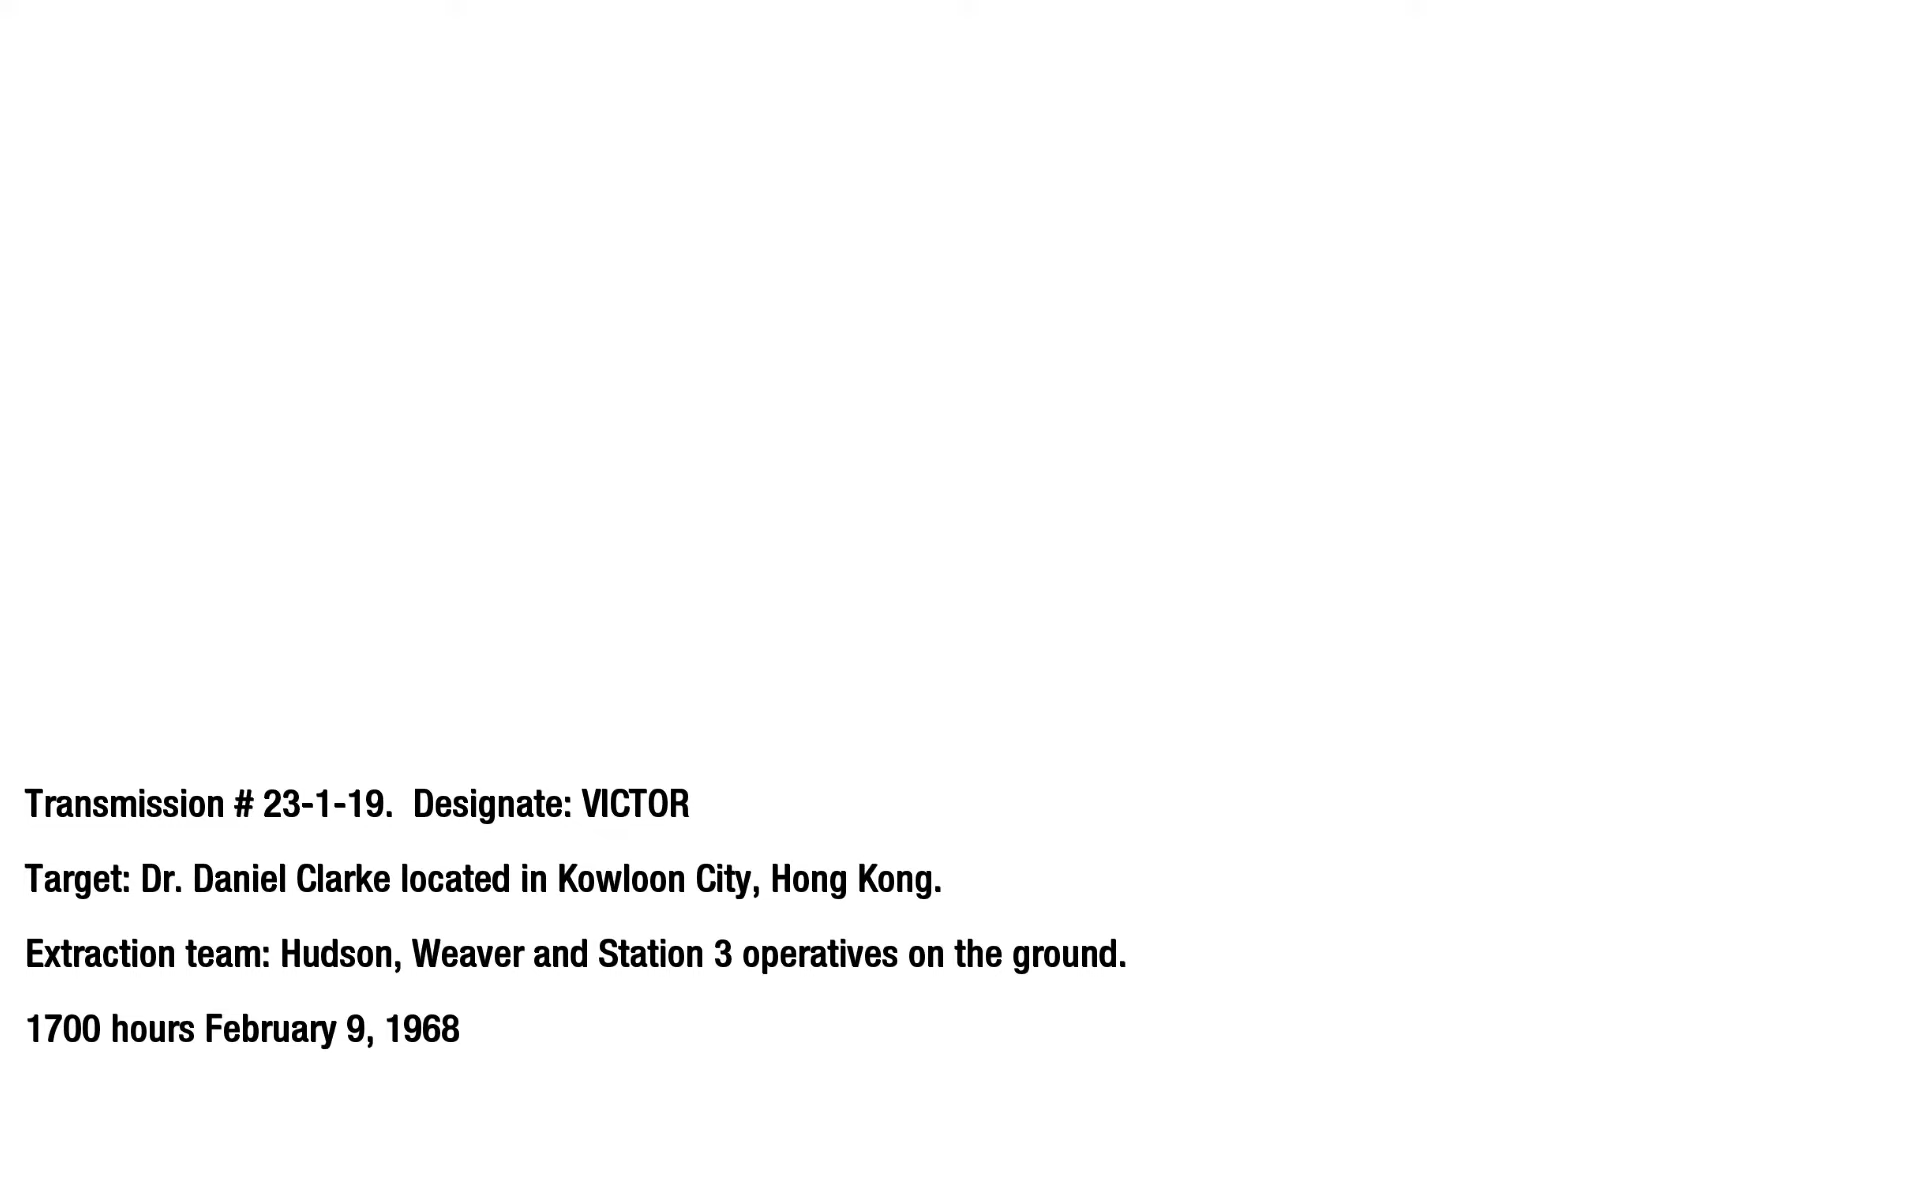 Transmission # 23-1-19.  Designate: VICTOR
Target: Dr. Daniel Clarke located in Kowloon City, Hong Kong.
Extraction team: Hudson, Weaver and Station 3 operatives on the ground.
1700 hours February 9, 1968